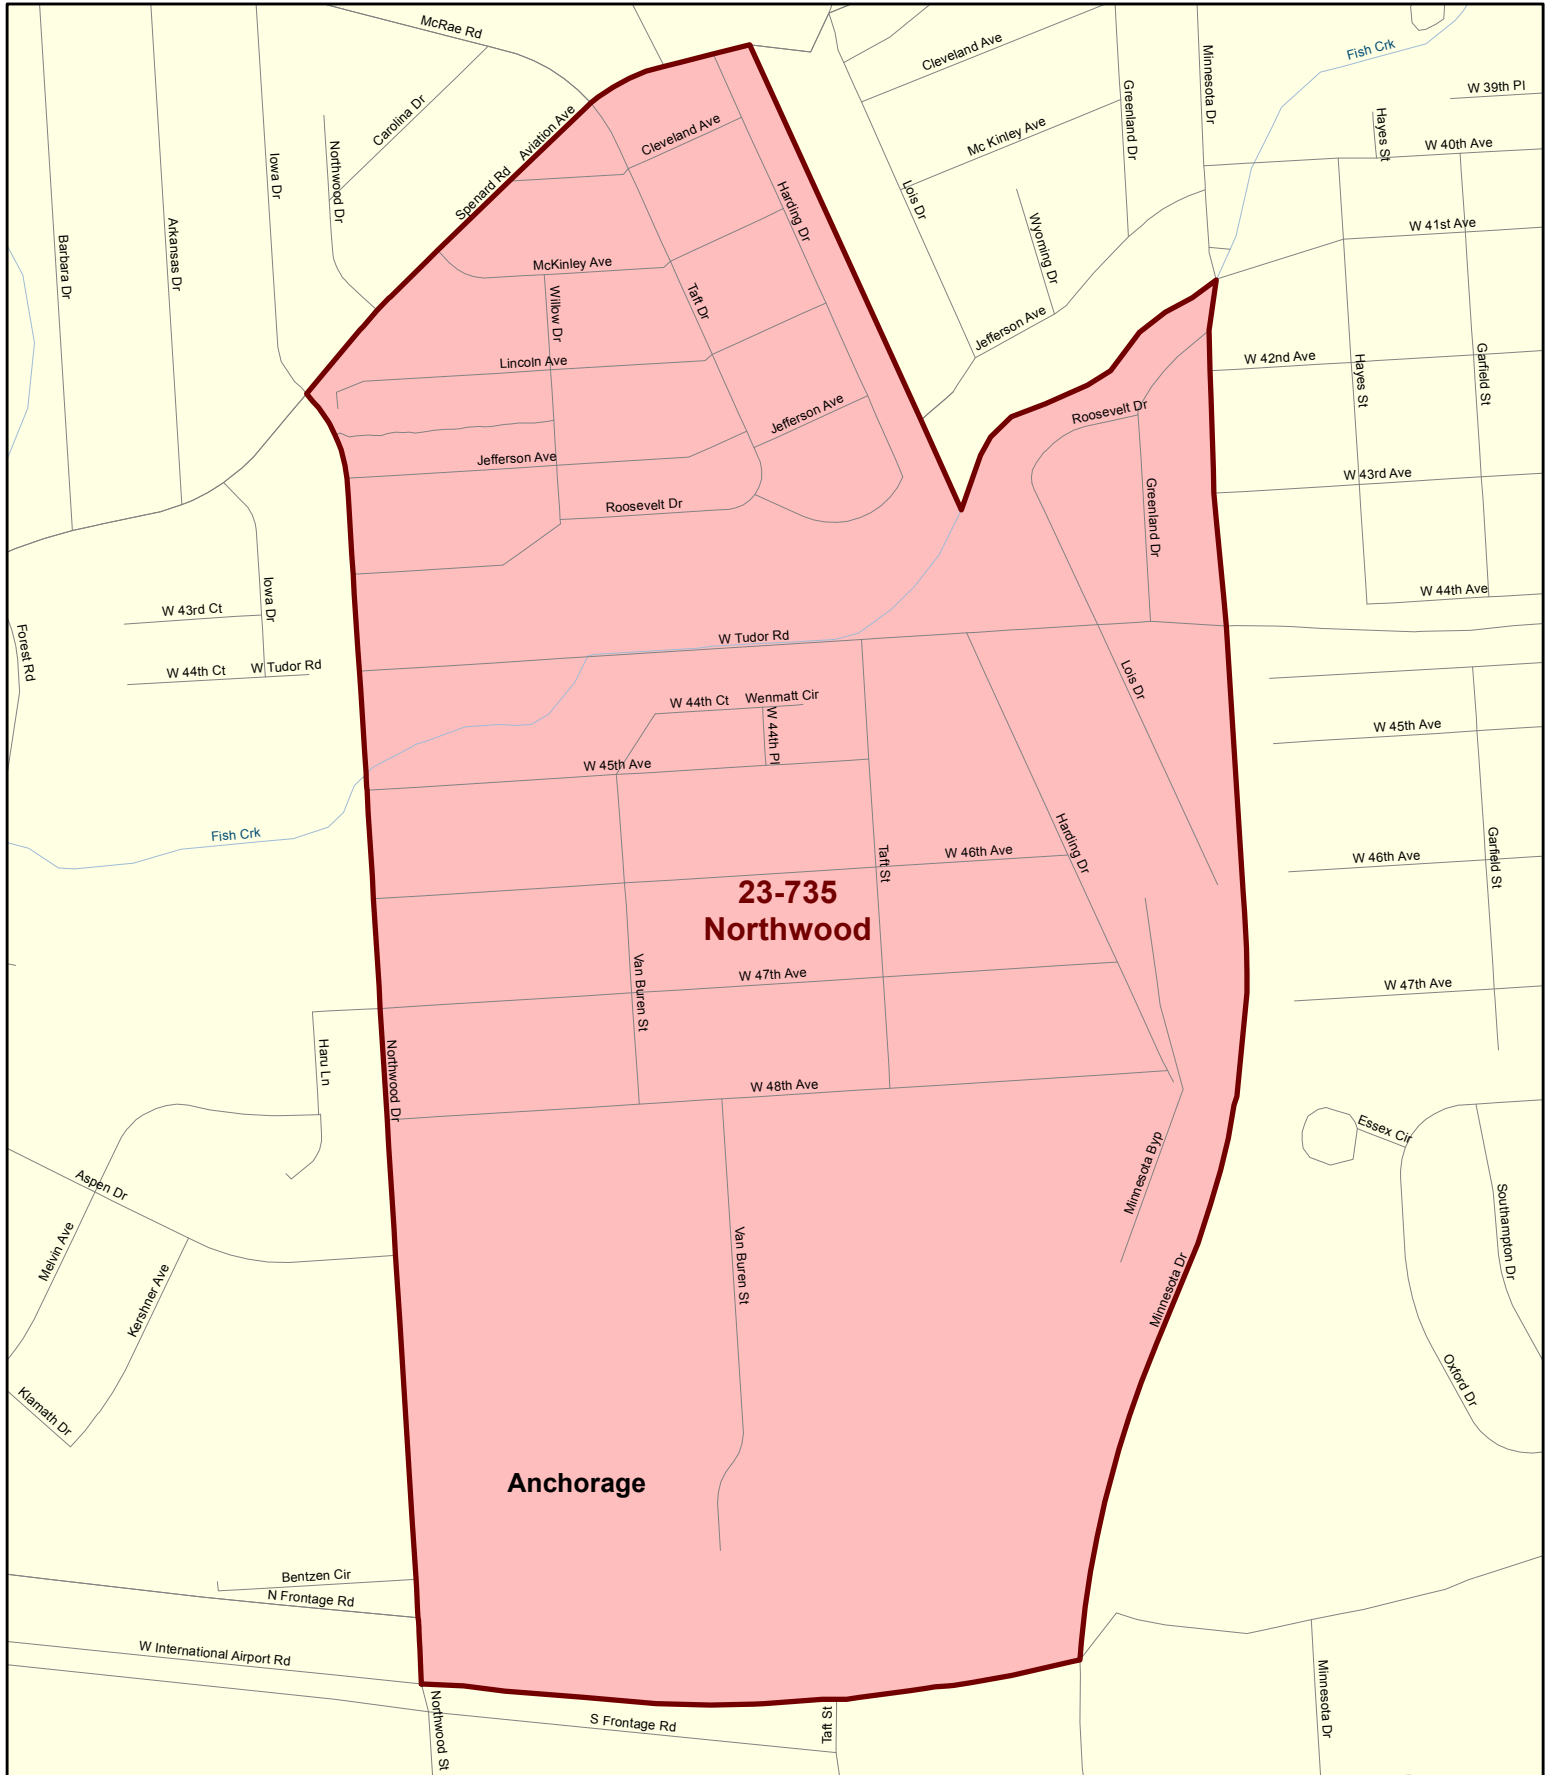 McRae Rd
Cleveland Ave
Fish Crk
Minnesota Dr
W 39th Pl
Greenland Dr
Carolina Dr
Aviation Ave
Cleveland Ave
Mc Kinley Ave
Hayes St
W 40th Ave
Iowa Dr
Northwood Dr
Spenard Rd
Harding Dr
Lois Dr
Arkansas Dr
Barbara Dr
Wyoming Dr
W 41st Ave
McKinley Ave
Willow Dr
Taft Dr
Jefferson Ave
Lincoln Ave
W 42nd Ave
Hayes St
Garfield St
Jefferson Ave
Roosevelt Dr
Jefferson Ave
W 43rd Ave
Roosevelt Dr
Greenland Dr
Iowa Dr
W 44th Ave
W 43rd Ct
Forest Rd
W Tudor Rd
W 44th Ct
W Tudor Rd
Lois Dr
W 44th Ct
Wenmatt Cir
W 44th Pl
W 45th Ave
W 45th Ave
Fish Crk
Harding Dr
Taft St
W 46th Ave
W 46th Ave
Garfield St
23-735
Northwood
Van Buren St
W 47th Ave
W 47th Ave
Haru Ln
Northwood Dr
W 48th Ave
Essex Cir
Minnesota Byp
Aspen Dr
Melvin Ave
Kershner Ave
Van Buren St
Southampton Dr
Minnesota Dr
Klamath Dr
Oxford Dr
Anchorage
Bentzen Cir
N Frontage Rd
W International Airport Rd
Northwood St
S Frontage Rd
Taft St
Minnesota Dr